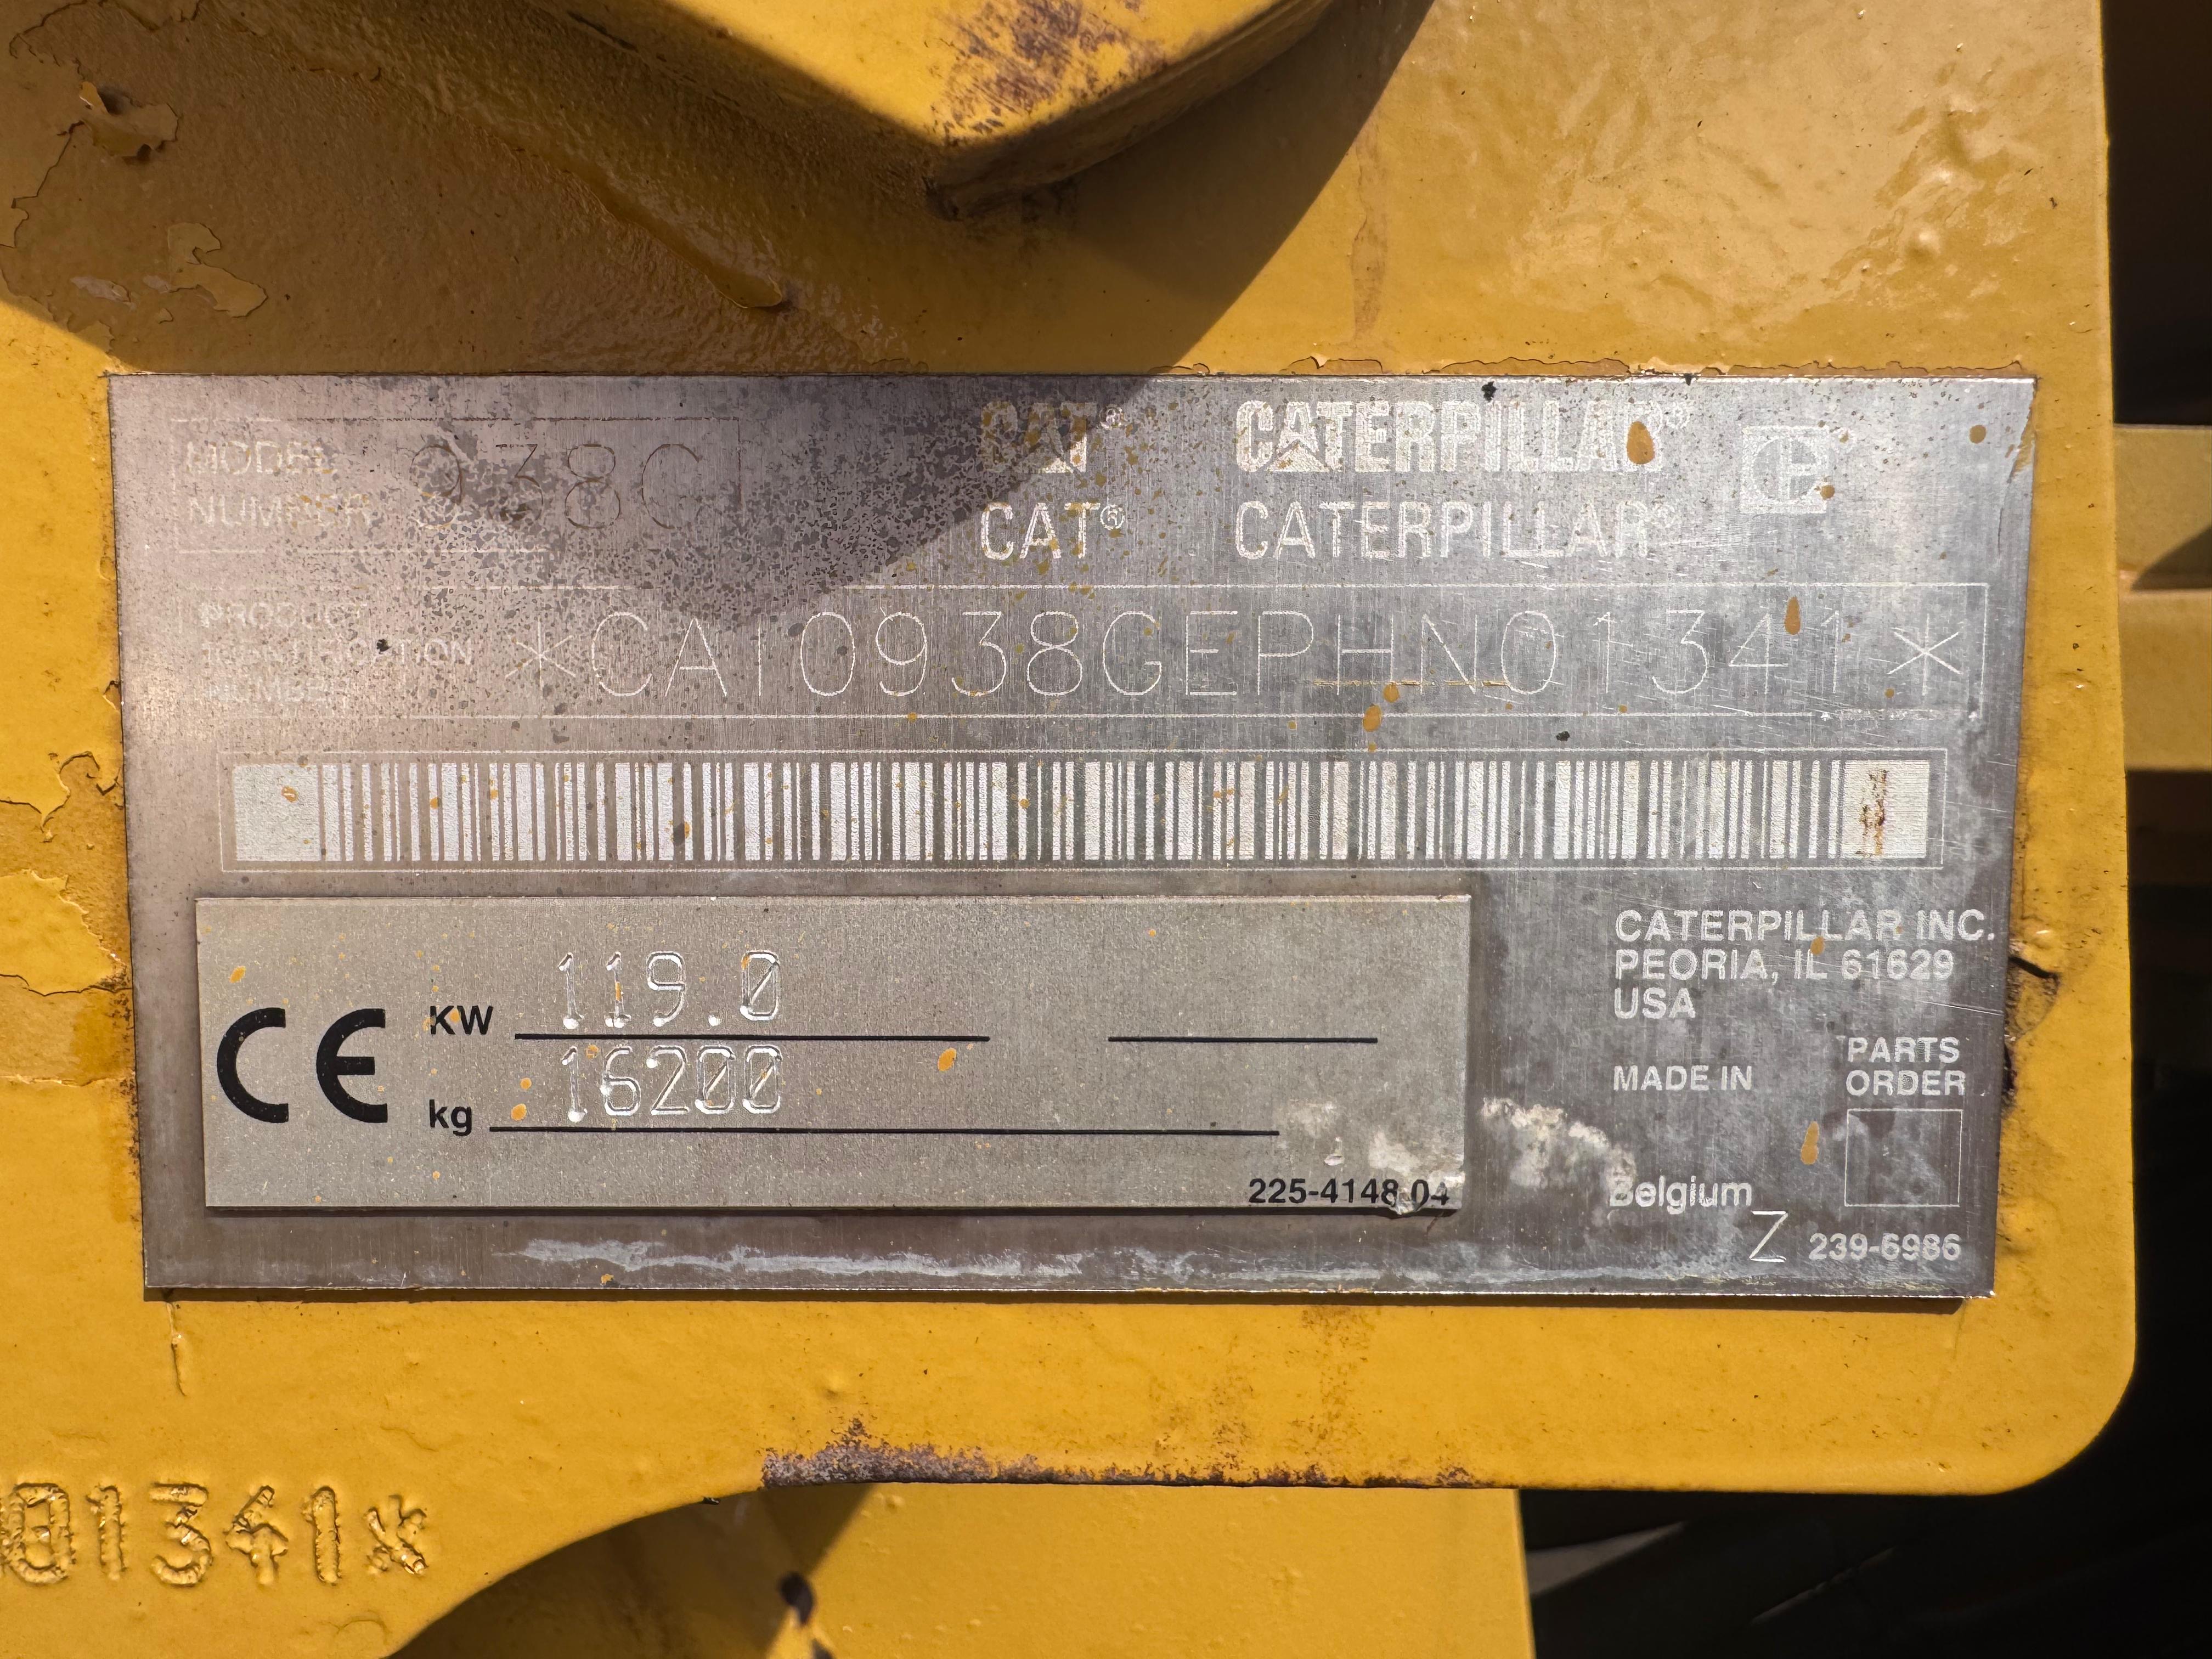 MODEL NUMBER 938G
CAT® CATERPILLAR®
CAT® CATERPILLAR®
PRODUCT
IDENTIFICATION
NUMBER
*CAT0938GEPHN01341*
CE
KW 119.0
kg 16200
225-4148 04
CATERPILLAR INC.
PEORIA, IL 61629
USA
MADE IN
Belgium
PARTS
ORDER
Z 239-6986
01341*